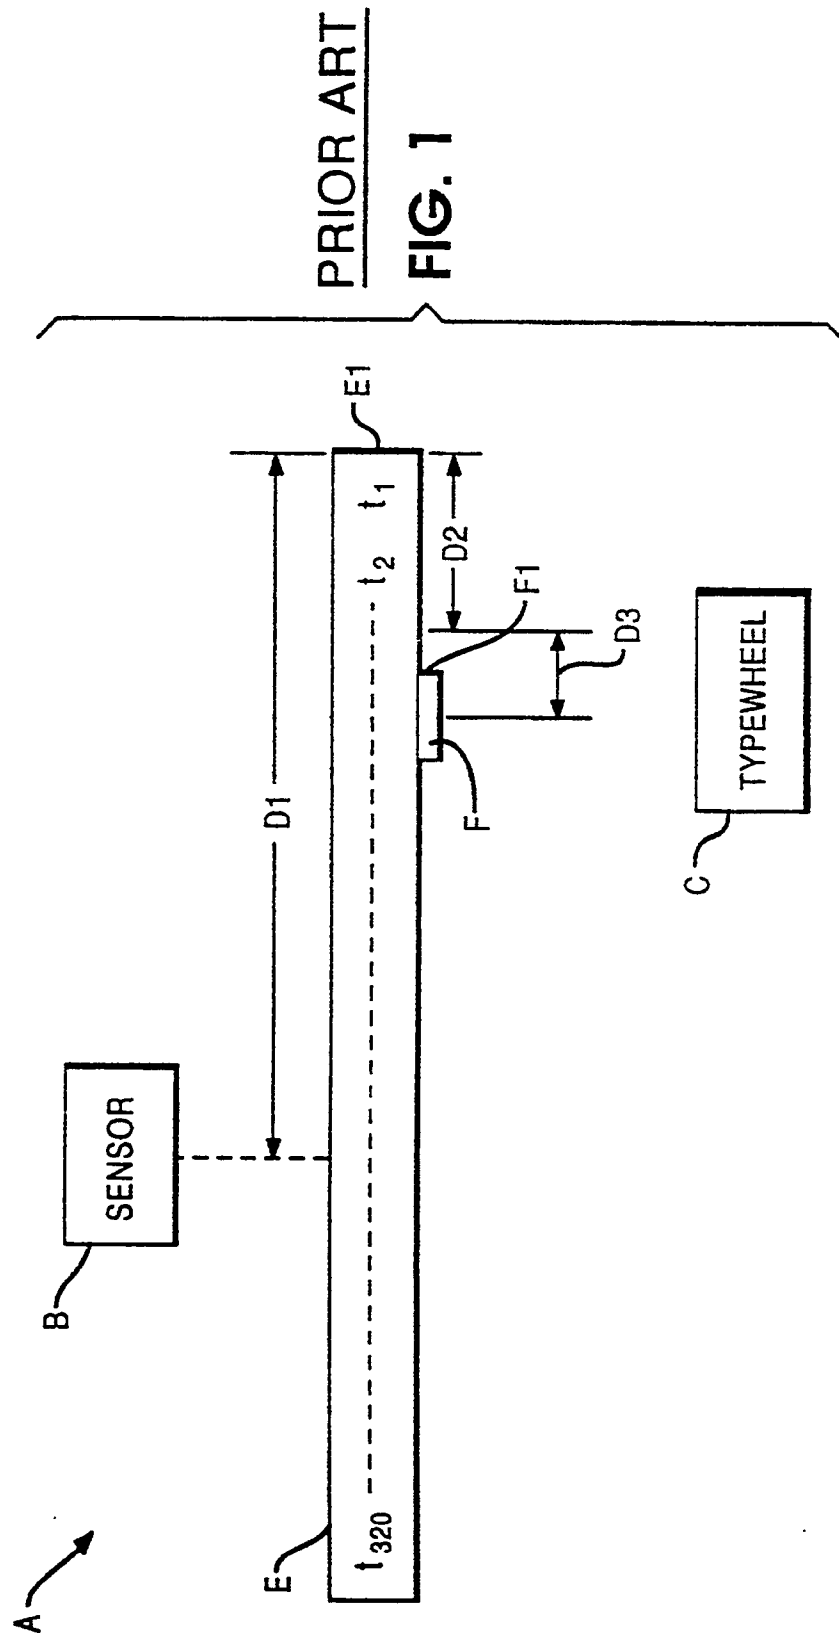 A
B
SENSOR
D1
E
t320 t2 t1
E1
D2
F
F1
D3
C
TYPEWHEEL
PRIOR ART
FIG. 1